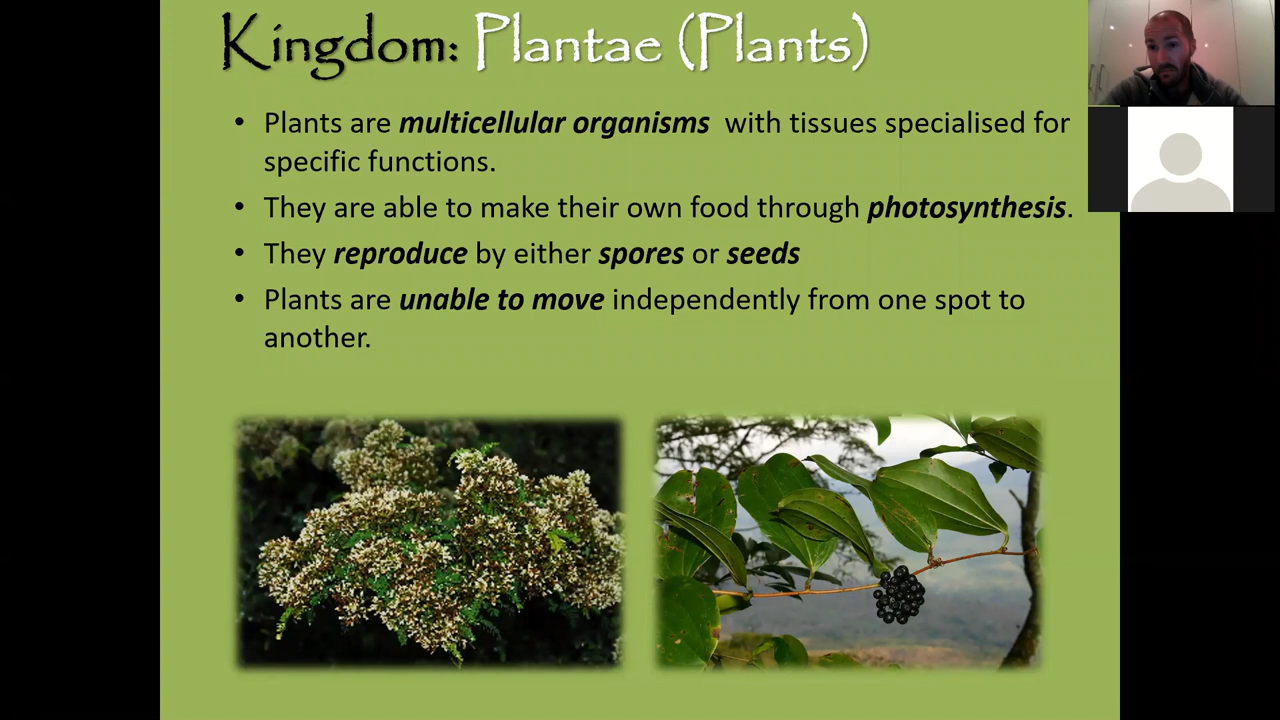 Kingdom: Plantae (Plants)
• Plants are multicellular organisms with tissues specialised for
specific functions.
• They are able to make their own food through photosynthesis.
• They reproduce by either spores or seeds
• Plants are unable to move independently from one spot to
another.